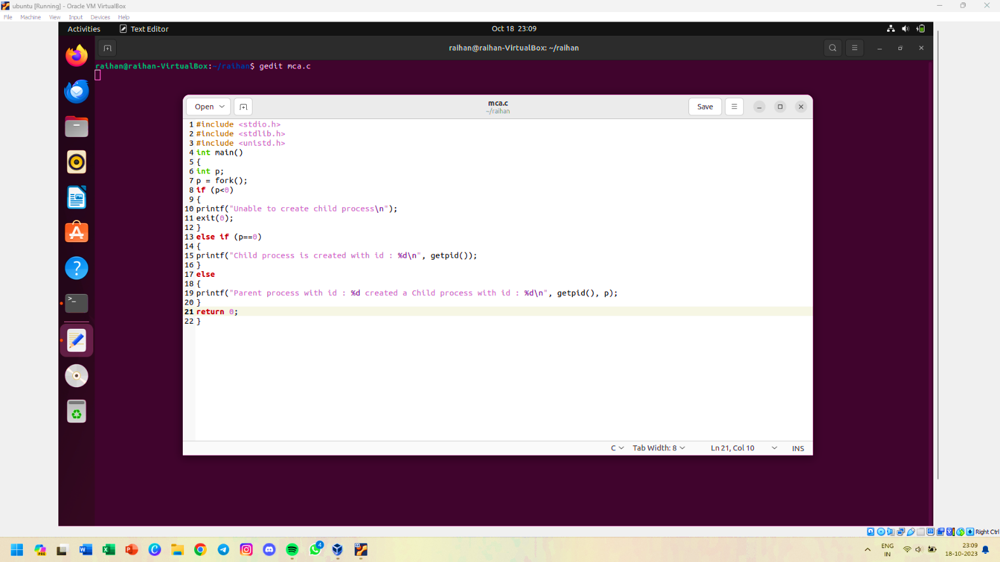 ubuntu [Running] - Oracle VM VirtualBox
File Machine View Input Devices Help
Activities Text Editor Oct 18 23:09
raihan@raihan-VirtualBox: ~/raihan
raihan@raihan-VirtualBox:~/raihan$ gedit mca.c
Open mca.c Save
~/raihan
1 #include <stdio.h>
2 #include <stdlib.h>
3 #include <unistd.h>
4 int main()
5 {
6 int p;
7 p = fork();
8 if (p<0)
9 {
10 printf("Unable to create child process\n");
11 exit(0);
12 }
13 else if (p==0)
14 {
15 printf("Child process is created with id : %d\n", getpid());
16 }
17 else
18 {
19 printf("Parent process with id : %d created a Child process with id : %d\n", getpid(), p);
20 }
21 return 0;
22 }
C Tab Width: 8 Ln 21, Col 10 INS
Right Ctrl
PRE
4
ENG
IN
23:09
18-10-2023